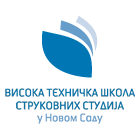 ВИСОКА ТЕХНИЧКА ШКОЛА
СТРУКОВНИХ СТУДИЈА
у Новом Саду